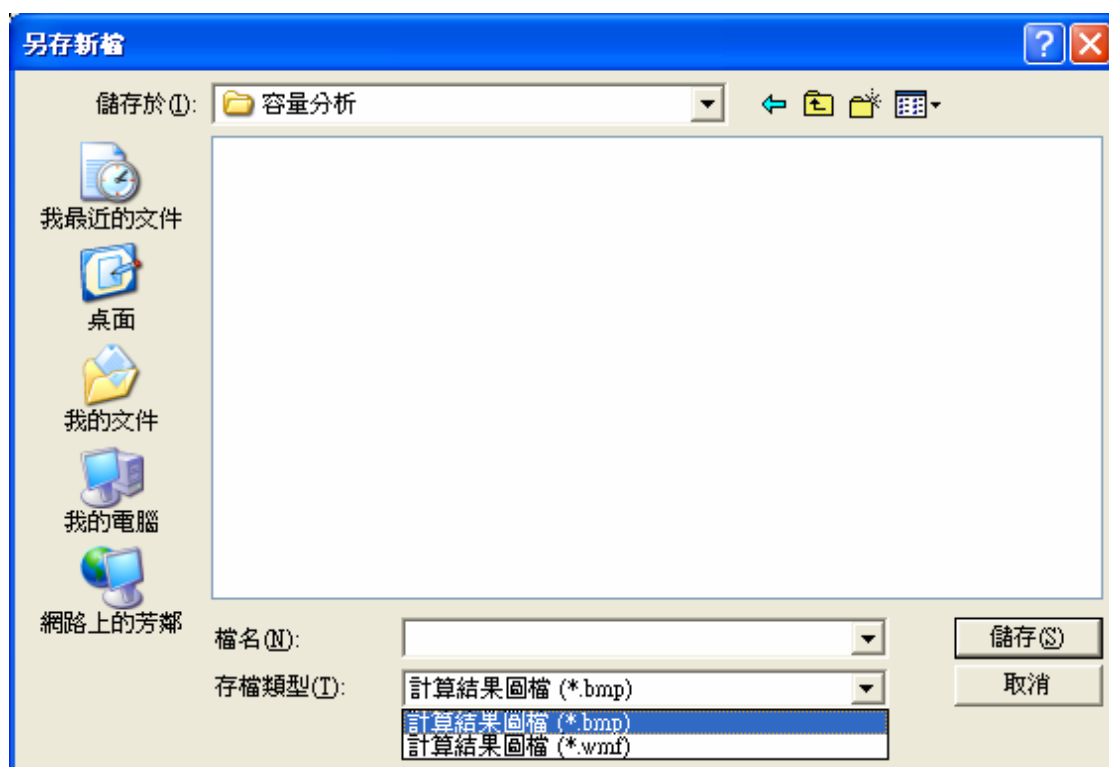 另存新檔
儲存於(I):
容量分析
我最近的文件
桌面
我的文件
我的電腦
網路上的芳鄰
檔名(N):
儲存(S)
存檔類型(T):
計算結果圖檔 (*.bmp)
取消
計算結果圖檔 (*.bmp)
計算結果圖檔 (*.wmf)